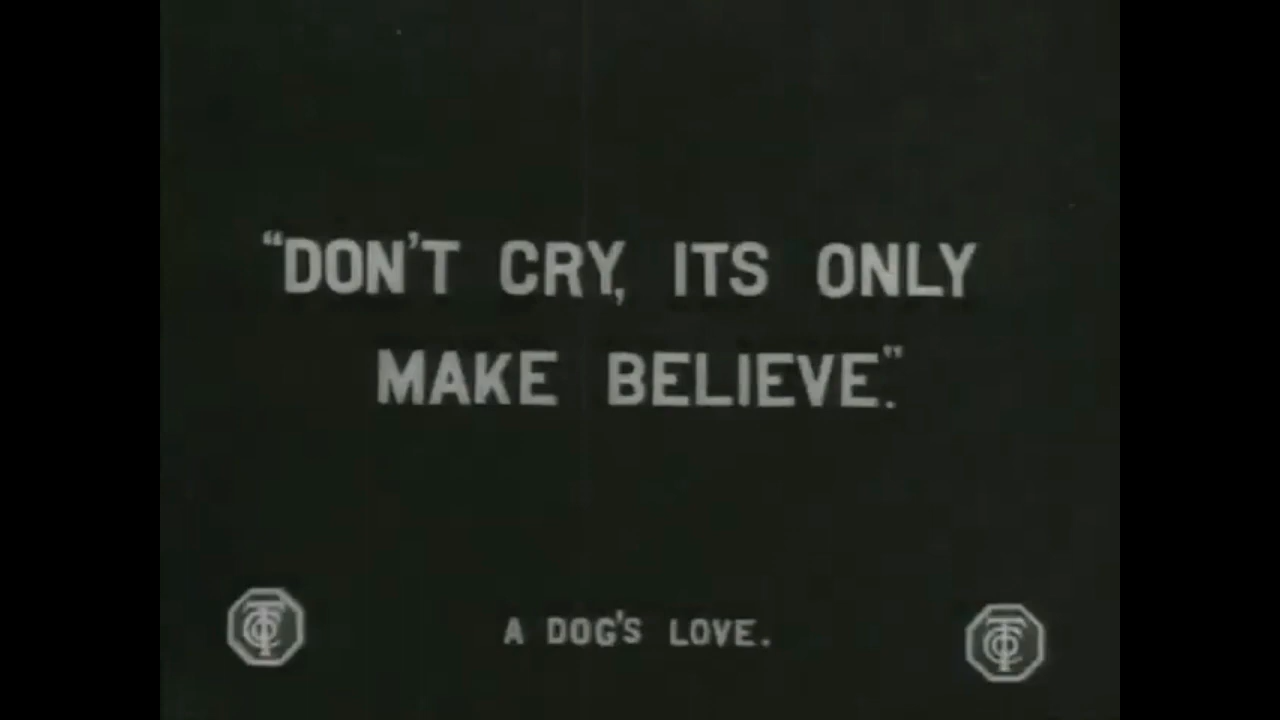 “DON'T CRY, ITS ONLY
MAKE BELIEVE."
A DOG'S LOVE.